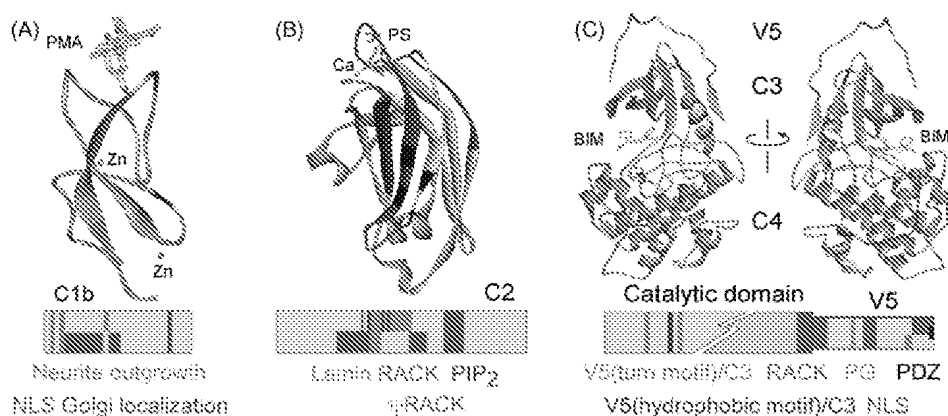 (A)
PMA
Zn
Zn
C1b
Neurite outgrowth
NLS Golgi localization
(B)
PS
Ca
C2
Lamin RACK PIP2
ψRACK
(C)
V5
C3
BIM
BIM
C4
Catalytic domain
V5
V5(turn motif)/C3 RACK PG PDZ
V5(hydrophobic motif)/C3 NLS